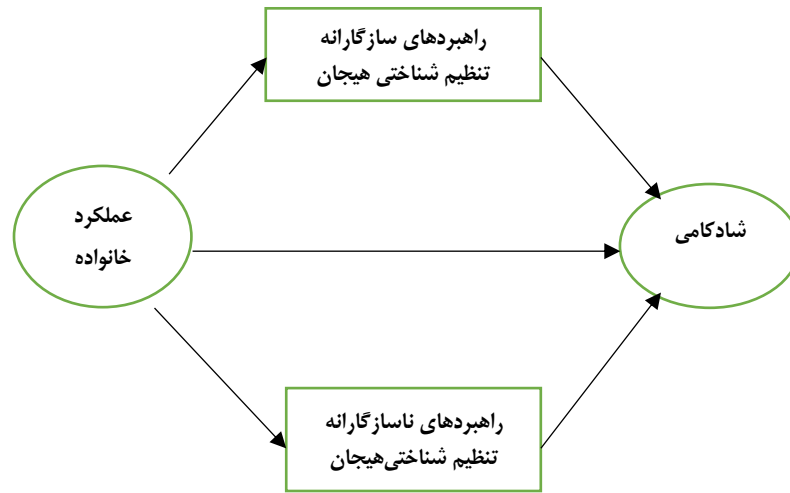 راهبردهای سازگارانه
تنظیم شناختی هیجان
عملکرد
خانواده
شادکامی
راهبردهای ناسازگارانه
تنظیم شناختی‌هیجان